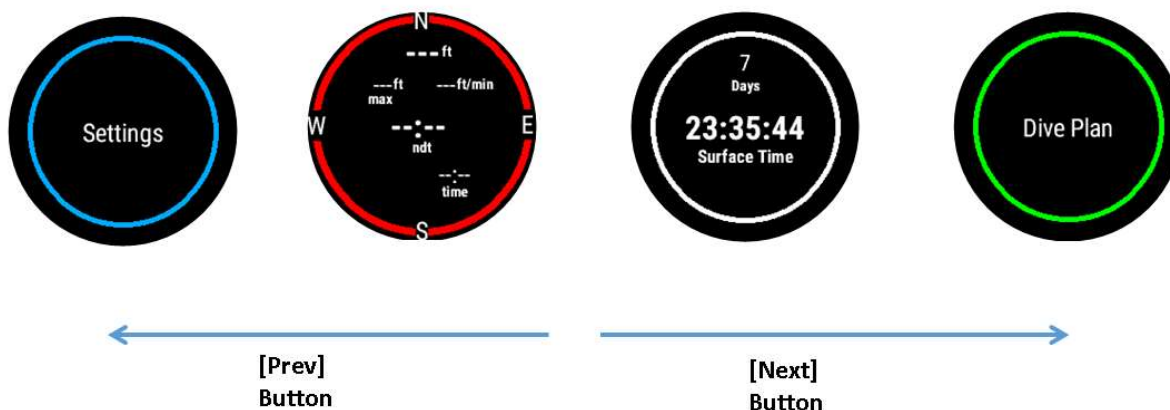 Settings
N
---ft
---ft ---ft/min
max
W E
--:--
ndt
--:--
time
S
7
Days
23:35:44
Surface Time
Dive Plan
[Prev]
Button
[Next]
Button